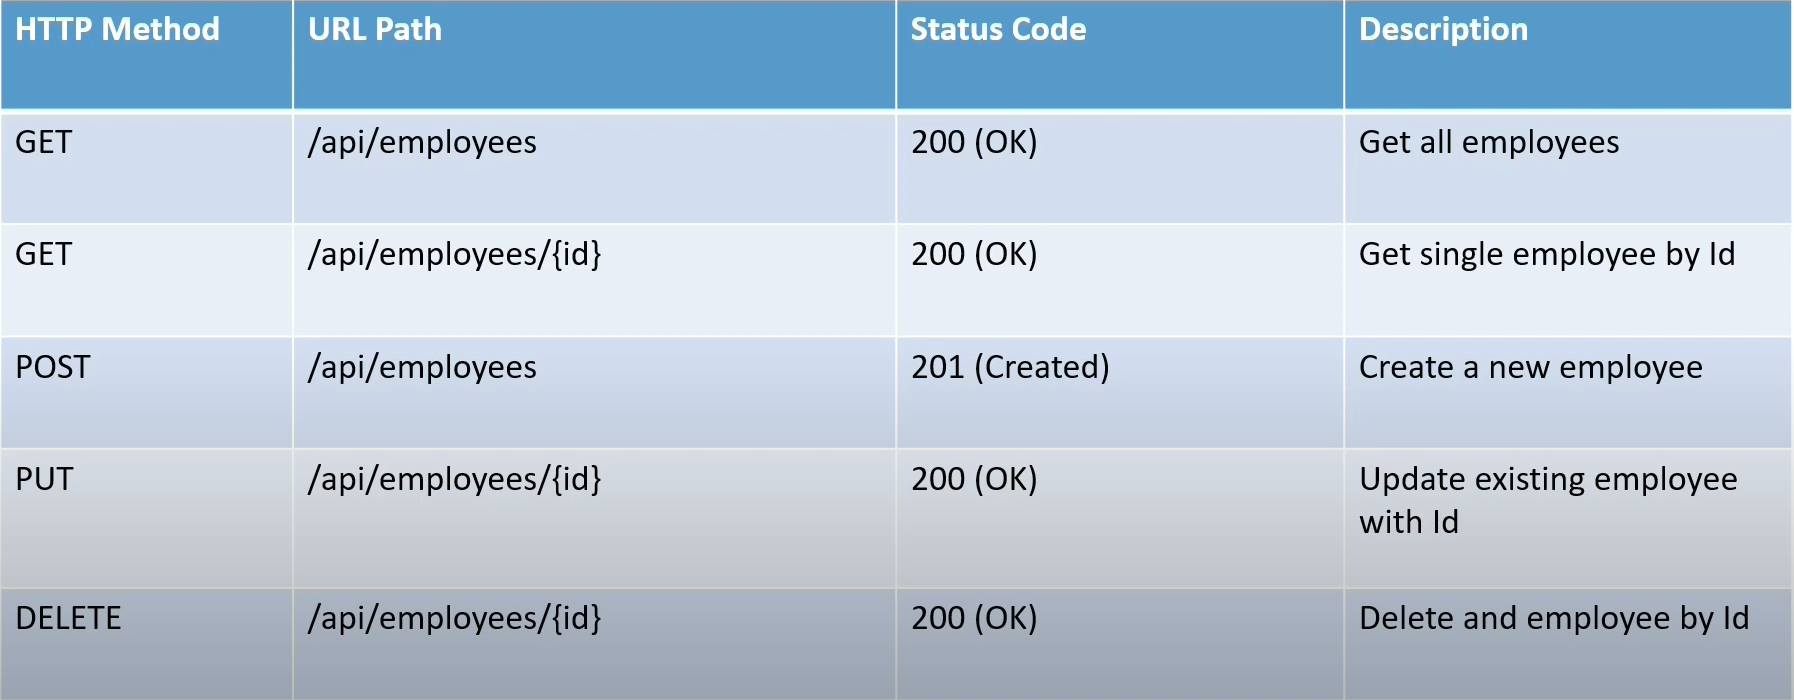 HTTP Method URL Path Status Code Description
GET /api/employees 200 (OK) Get all employees
GET /api/employees/{id} 200 (OK) Get single employee by Id
POST /api/employees 201 (Created) Create a new employee
PUT /api/employees/{id} 200 (OK) Update existing employee
with Id
DELETE /api/employees/{id} 200 (OK) Delete and employee by Id